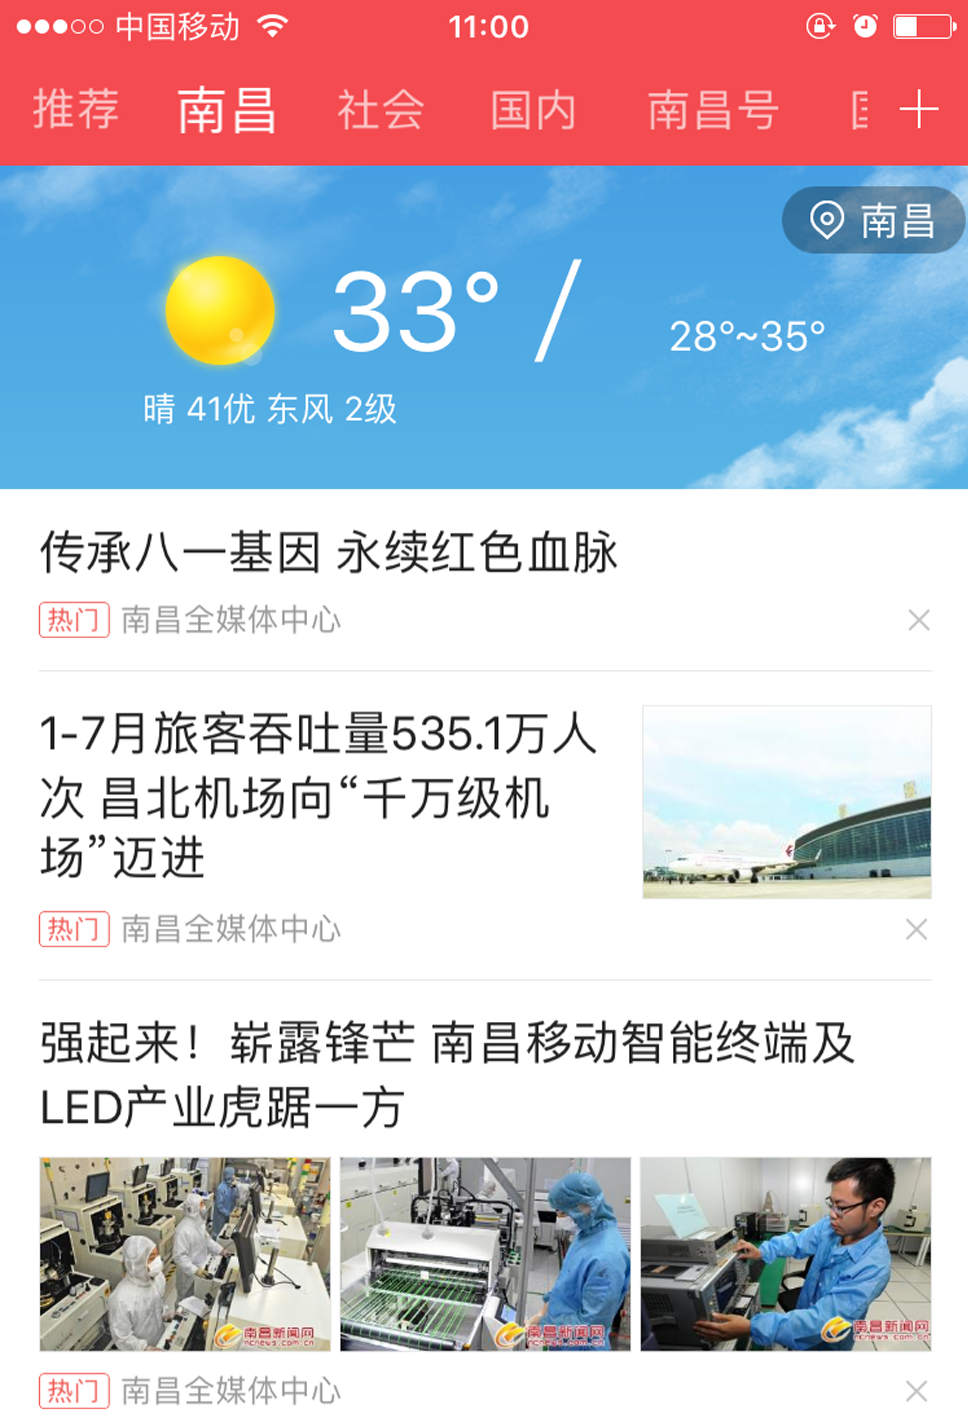 中国移动 11:00
推荐 南昌 社会 国内 南昌号
南昌
33° / 28°~35°
晴 41优 东风 2级
传承八一基因 永续红色血脉
热门 南昌全媒体中心
1-7月旅客吞吐量535.1万人
次 昌北机场向“千万级机
场”迈进
热门 南昌全媒体中心
强起来！崭露锋芒 南昌移动智能终端及
LED产业虎踞一方
南昌新闻网 南昌新闻网 南昌新闻网
ncnews.com.cn ncnews.com.cn ncnews.com.cn
热门 南昌全媒体中心